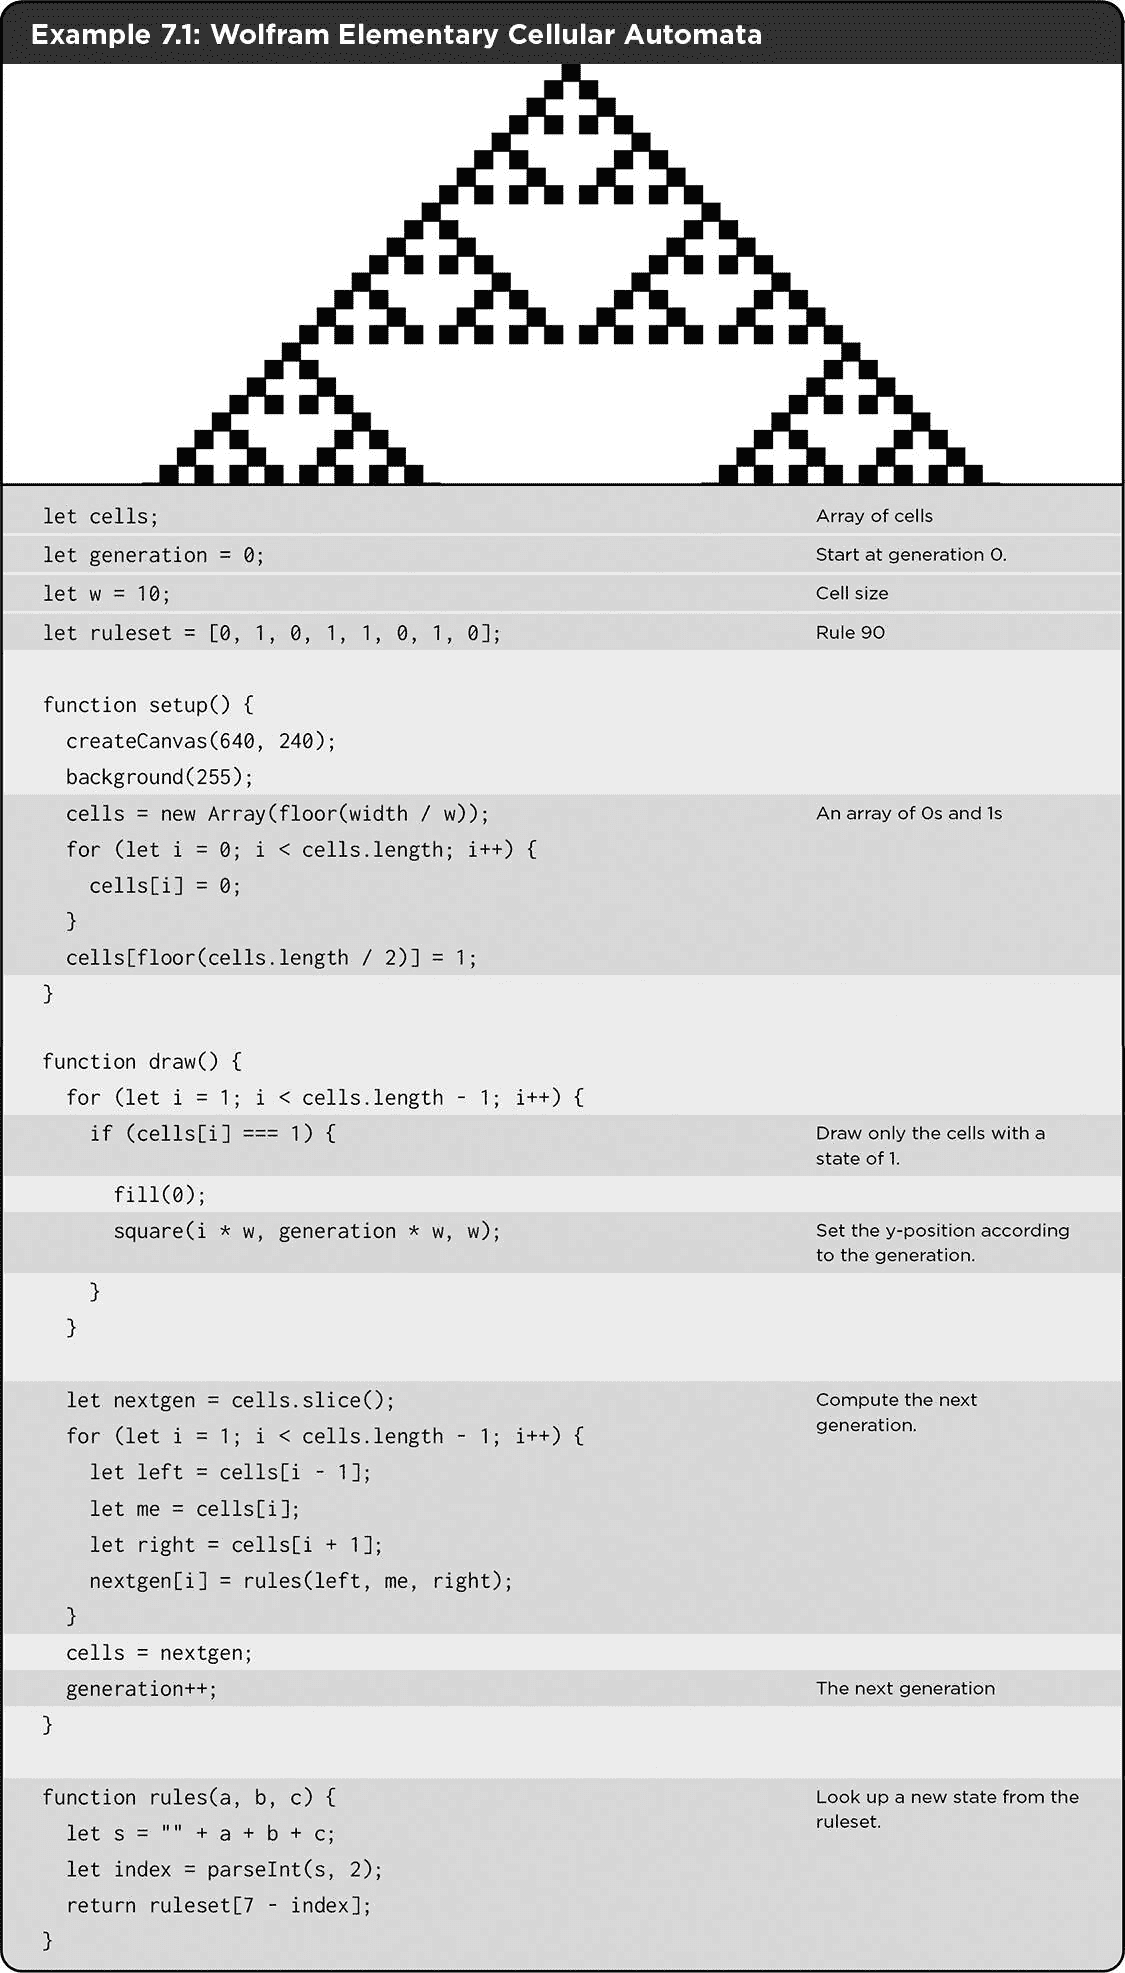 Example 7.1: Wolfram Elementary Cellular Automata
let cells;
Array of cells
let generation = 0;
Start at generation 0.
let w = 10;
Cell size
let ruleset = [0, 1, 0, 1, 1, 0, 1, 0];
Rule 90
function setup() {
createCanvas(640, 240);
background(255);
cells = new Array(floor(width / w));
An array of 0s and 1s
for (let i = 0; i < cells.length; i++) {
cells[i] = 0;
}
cells[floor(cells.length / 2)] = 1;
}
function draw() {
for (let i = 1; i < cells.length - 1; i++) {
if (cells[i] === 1) {
Draw only the cells with a
state of 1.
fill(0);
square(i * w, generation * w, w);
Set the y-position according
to the generation.
}
}
let nextgen = cells.slice();
Compute the next
generation.
for (let i = 1; i < cells.length - 1; i++) {
let left = cells[i - 1];
let me = cells[i];
let right = cells[i + 1];
nextgen[i] = rules(left, me, right);
}
cells = nextgen;
generation++;
The next generation
}
function rules(a, b, c) {
Look up a new state from the
ruleset.
let s = "" + a + b + c;
let index = parseInt(s, 2);
return ruleset[7 - index];
}